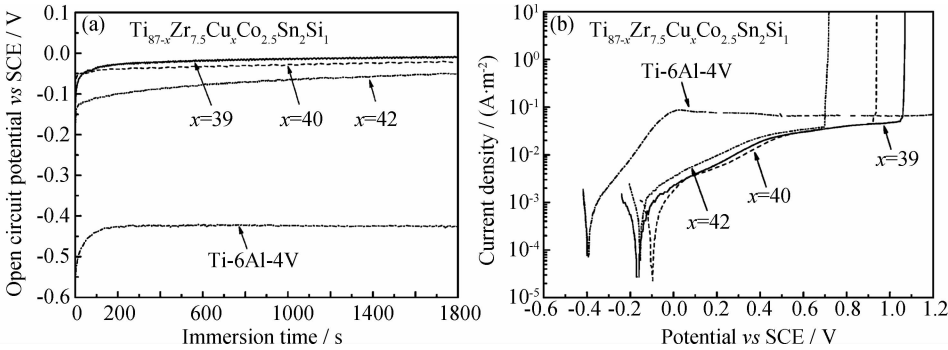 (a)
Ti87-xZr7.5CuxCo2.5Sn2Si1
Open circuit potential vs SCE / V
0.1
0.0
-0.1
-0.2
-0.3
-0.4
-0.5
-0.6
x=39
x=40
x=42
Ti-6Al-4V
0 200 600 1000 1400 1800
Immersion time / s
(b)
Ti87-xZr7.5CuxCo2.5Sn2Si1
Current density / (A·m-2)
10^1
10^0
10^-1
10^-2
10^-3
10^-4
10^-5
Ti-6Al-4V
x=39
x=40
x=42
-0.6 -0.4 -0.2 0.0 0.2 0.4 0.6 0.8 1.0 1.2
Potential vs SCE / V